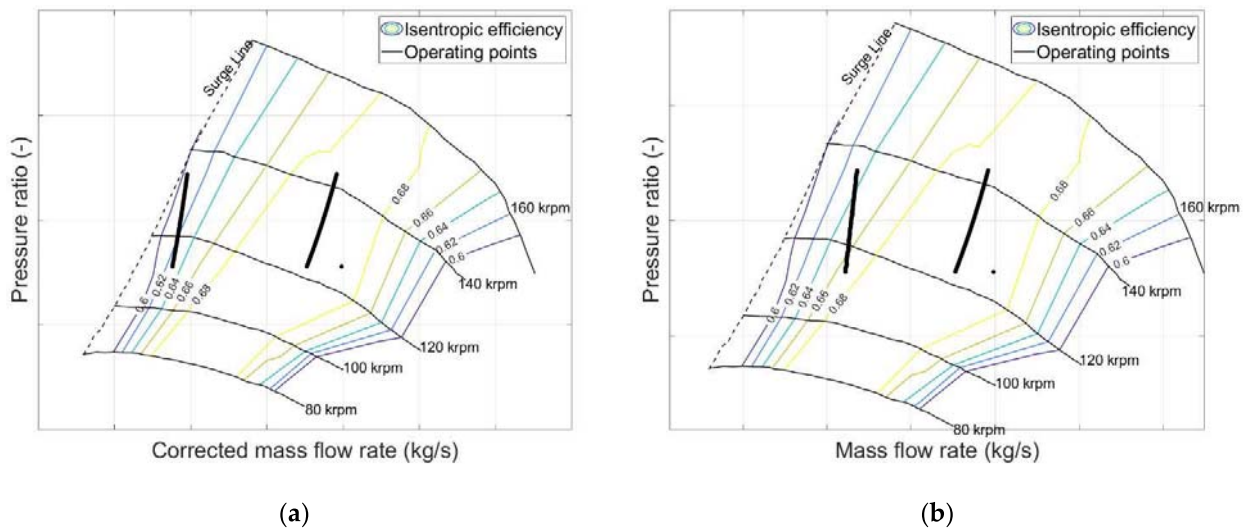 Isentropic efficiency
Operating points
Surge Line
Pressure ratio (-)
0.6
0.62
0.64
0.66
0.68
0.68
0.66
0.64
0.62
0.6
160 krpm
140 krpm
120 krpm
100 krpm
80 krpm
Corrected mass flow rate (kg/s)
(a)
Isentropic efficiency
Operating points
Surge Line
Pressure ratio (-)
0.6
0.62
0.64
0.66
0.68
0.68
0.66
0.64
0.62
0.6
160 krpm
140 krpm
120 krpm
100 krpm
80 krpm
Mass flow rate (kg/s)
(b)